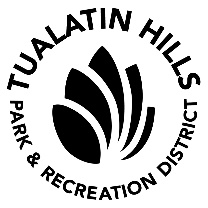 TUALATIN HILLS
PARK & RECREATION DISTRICT